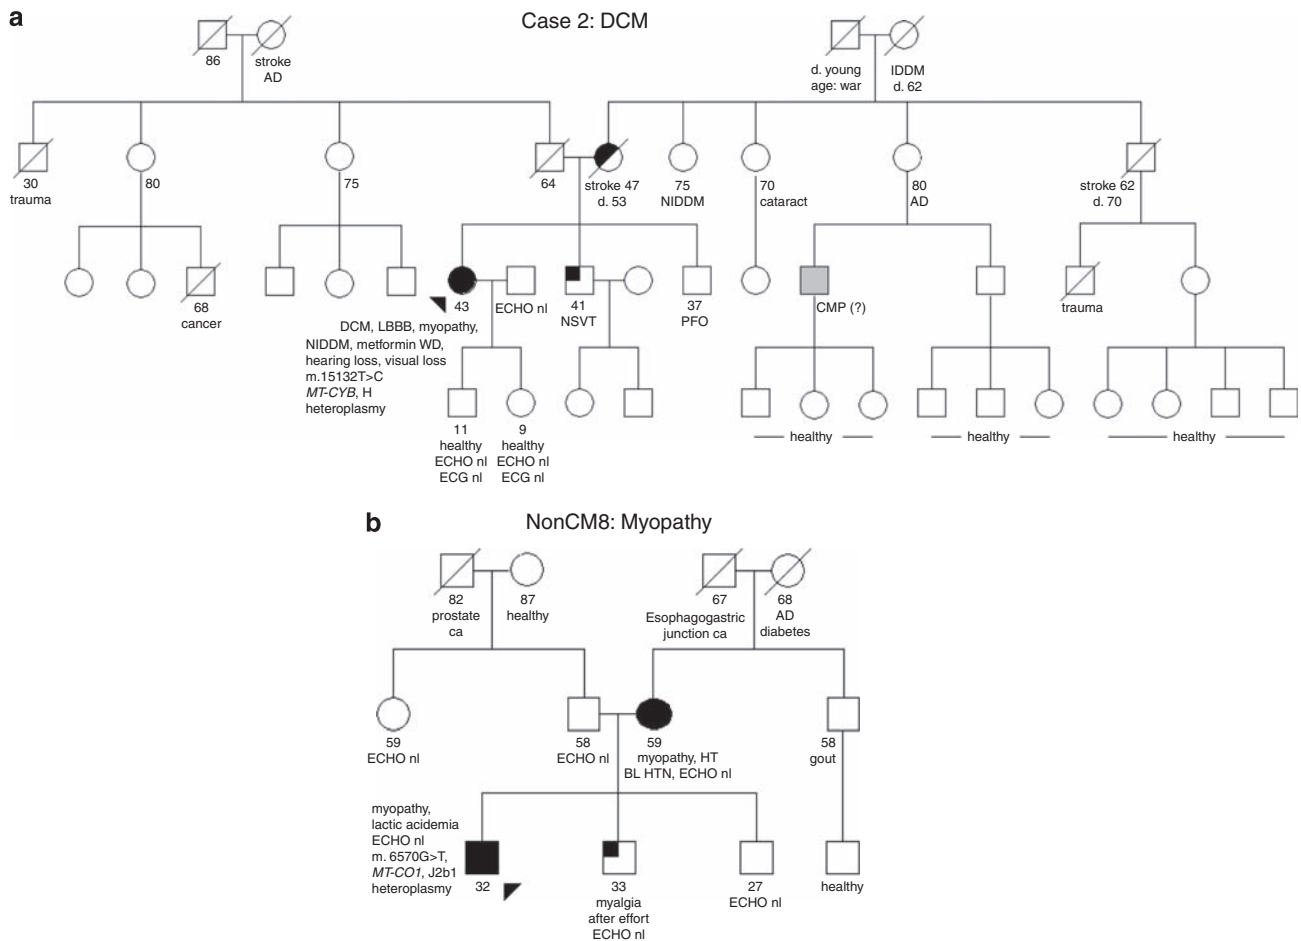 a
Case 2: DCM
86
stroke
AD
d. young
age: war
IDDM
d. 62
30
trauma
80
75
64
stroke 47
d. 53
75
NIDDM
70
cataract
80
AD
stroke 62
d. 70
68
cancer
43
ECHO nl
41
NSVT
37
PFO
CMP (?)
trauma
DCM, LBBB, myopathy,
NIDDM, metformin WD,
hearing loss, visual loss
m.15132T>C
MT-CYB, H
heteroplasmy
11
healthy
ECHO nl
ECG nl
9
healthy
ECHO nl
ECG nl
healthy
healthy
healthy
b
NonCM8: Myopathy
82
prostate
ca
87
healthy
67
Esophagogastric
junction ca
68
AD
diabetes
59
ECHO nl
58
ECHO nl
59
myopathy, HT
BL HTN, ECHO nl
58
gout
myopathy,
lactic acidemia
ECHO nl
m. 6570G>T,
MT-CO1, J2b1
heteroplasmy
32
33
myalgia
after effort
ECHO nl
27
ECHO nl
healthy